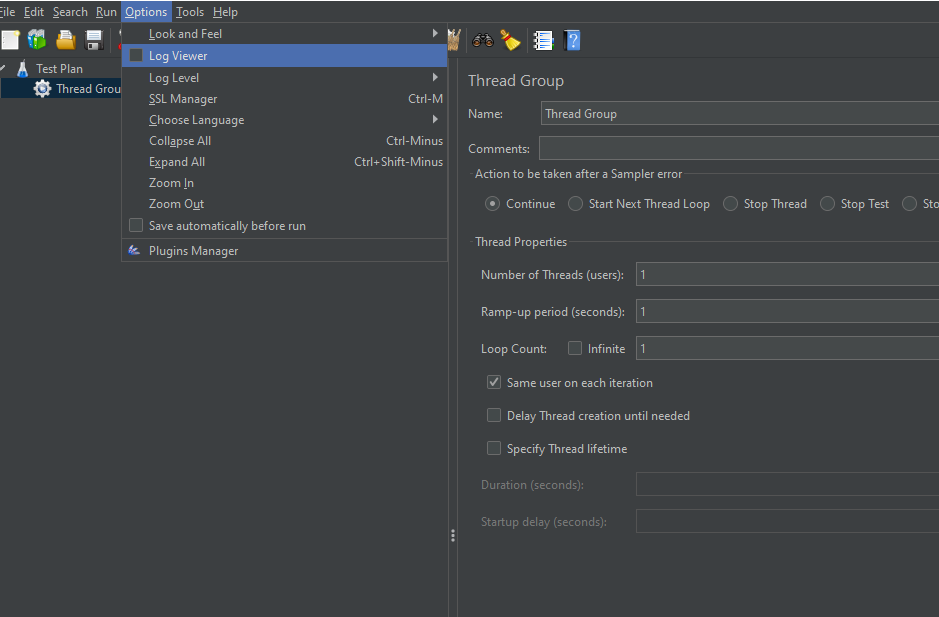 File Edit Search Run Options Tools Help
Look and Feel
Log Viewer
Log Level
SSL Manager Ctrl-M
Choose Language
Collapse All Ctrl-Minus
Expand All Ctrl+Shift-Minus
Zoom In
Zoom Out
Save automatically before run
Plugins Manager
Test Plan
Thread Grou
Thread Group
Name: Thread Group
Comments:
Action to be taken after a Sampler error
Continue Start Next Thread Loop Stop Thread Stop Test Sto
Thread Properties
Number of Threads (users): 1
Ramp-up period (seconds): 1
Loop Count: Infinite 1
Same user on each iteration
Delay Thread creation until needed
Specify Thread lifetime
Duration (seconds):
Startup delay (seconds):